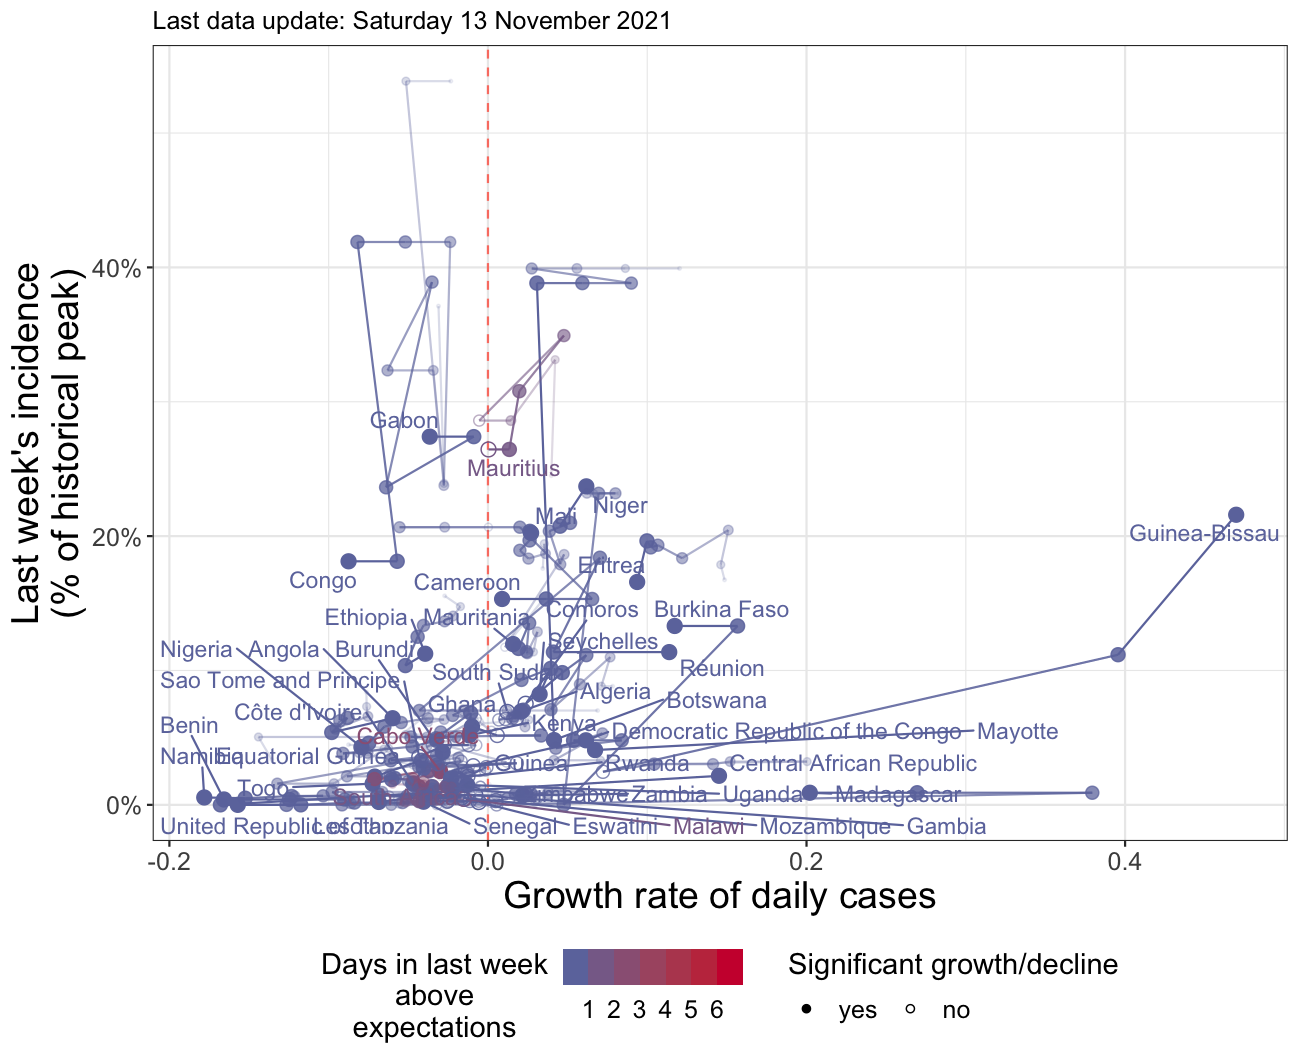 Last data update: Saturday 13 November 2021
Last week's incidence
(% of historical peak)
40%
20%
0%
Gabon
Mauritius
Niger
Mali
Guinea-Bissau
Eritrea
Congo
Cameroon
Comoros
Burkina Faso
Ethiopia
Mauritania
Nigeria
Angola
Burundi
Seychelles
Reunion
Sao Tome and Principe
South Sudan
Algeria
Botswana
Côte d'Ivoire
Ghana
Benin
Cabo Verde
Kenya
Democratic Republic of the Congo
Mayotte
Namibia
Equatorial Guinea
Guinea
Rwanda
Central African Republic
Togo
Zimbabwe
Zambia
Uganda
Madagascar
United Republic of Tanzania
Lesotho
Senegal
Eswatini
Malawi
Mozambique
Gambia
-0.2
0.0
0.2
0.4
Growth rate of daily cases
Days in last week
above
expectations
1 2 3 4 5 6
Significant growth/decline
yes
no